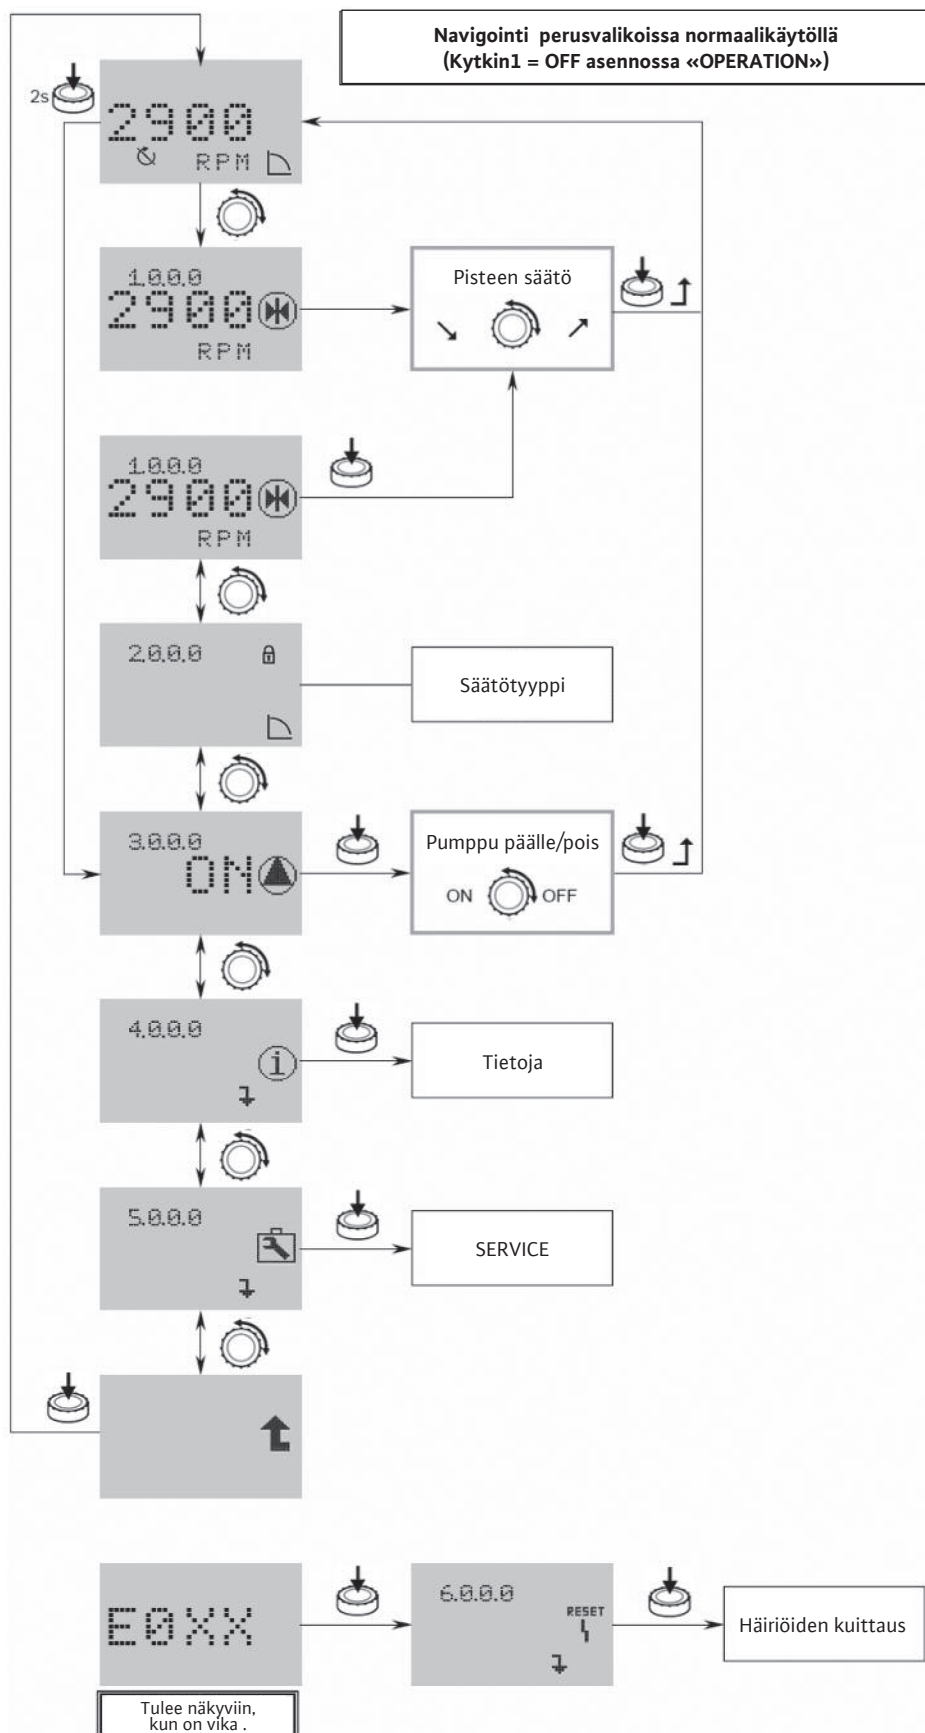 Navigointi perusvalikoissa normaalikäytöllä
(Kytkin1 = OFF asennossa «OPERATION»)
2s
2900
RPM
1.0.0.0
2900
RPM
Pisteen säätö
1.0.0.0
2900
RPM
2.0.0.0
Säätötyyppi
3.0.0.0
ON
Pumppu päälle/pois
ON OFF
4.0.0.0
i
Tietoja
5.0.0.0
SERVICE
E0XX
6.0.0.0
RESET
Häiriöiden kuittaus
Tulee näkyviin,
kun on vika .